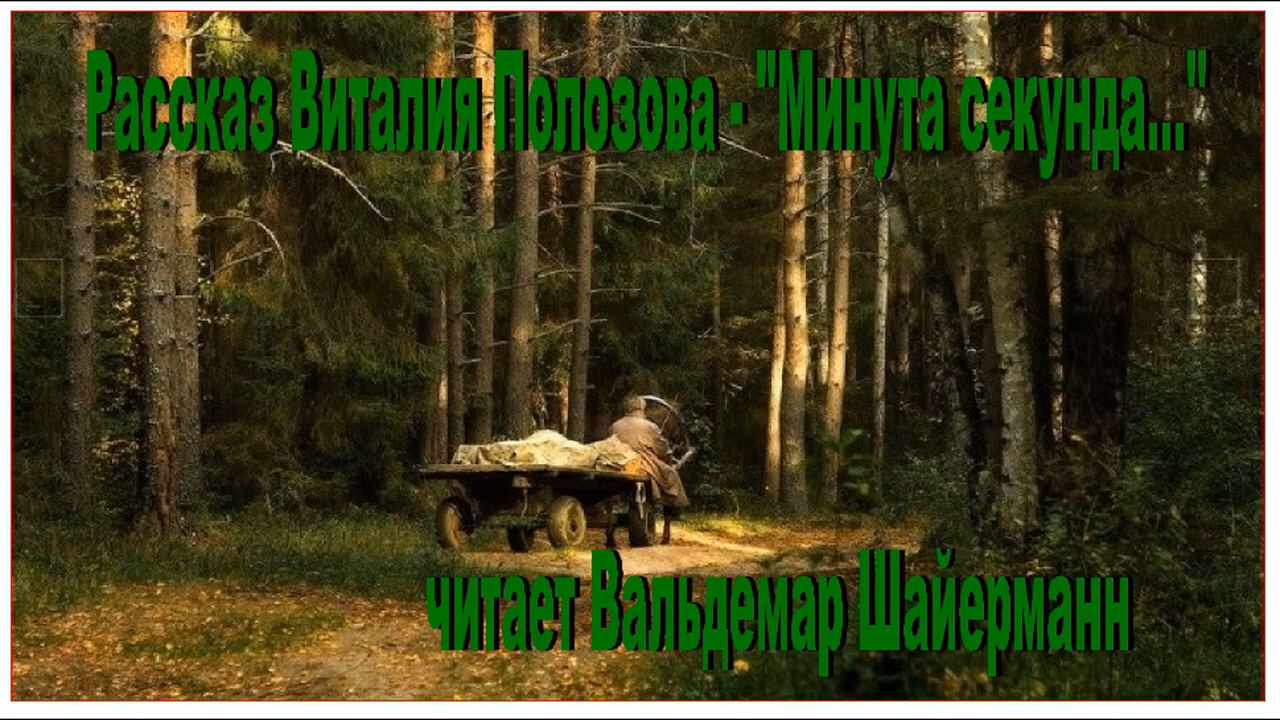 Рассказ Виталия Полозова - "Минута секунда..."
читает Вальдемар Шайерманн